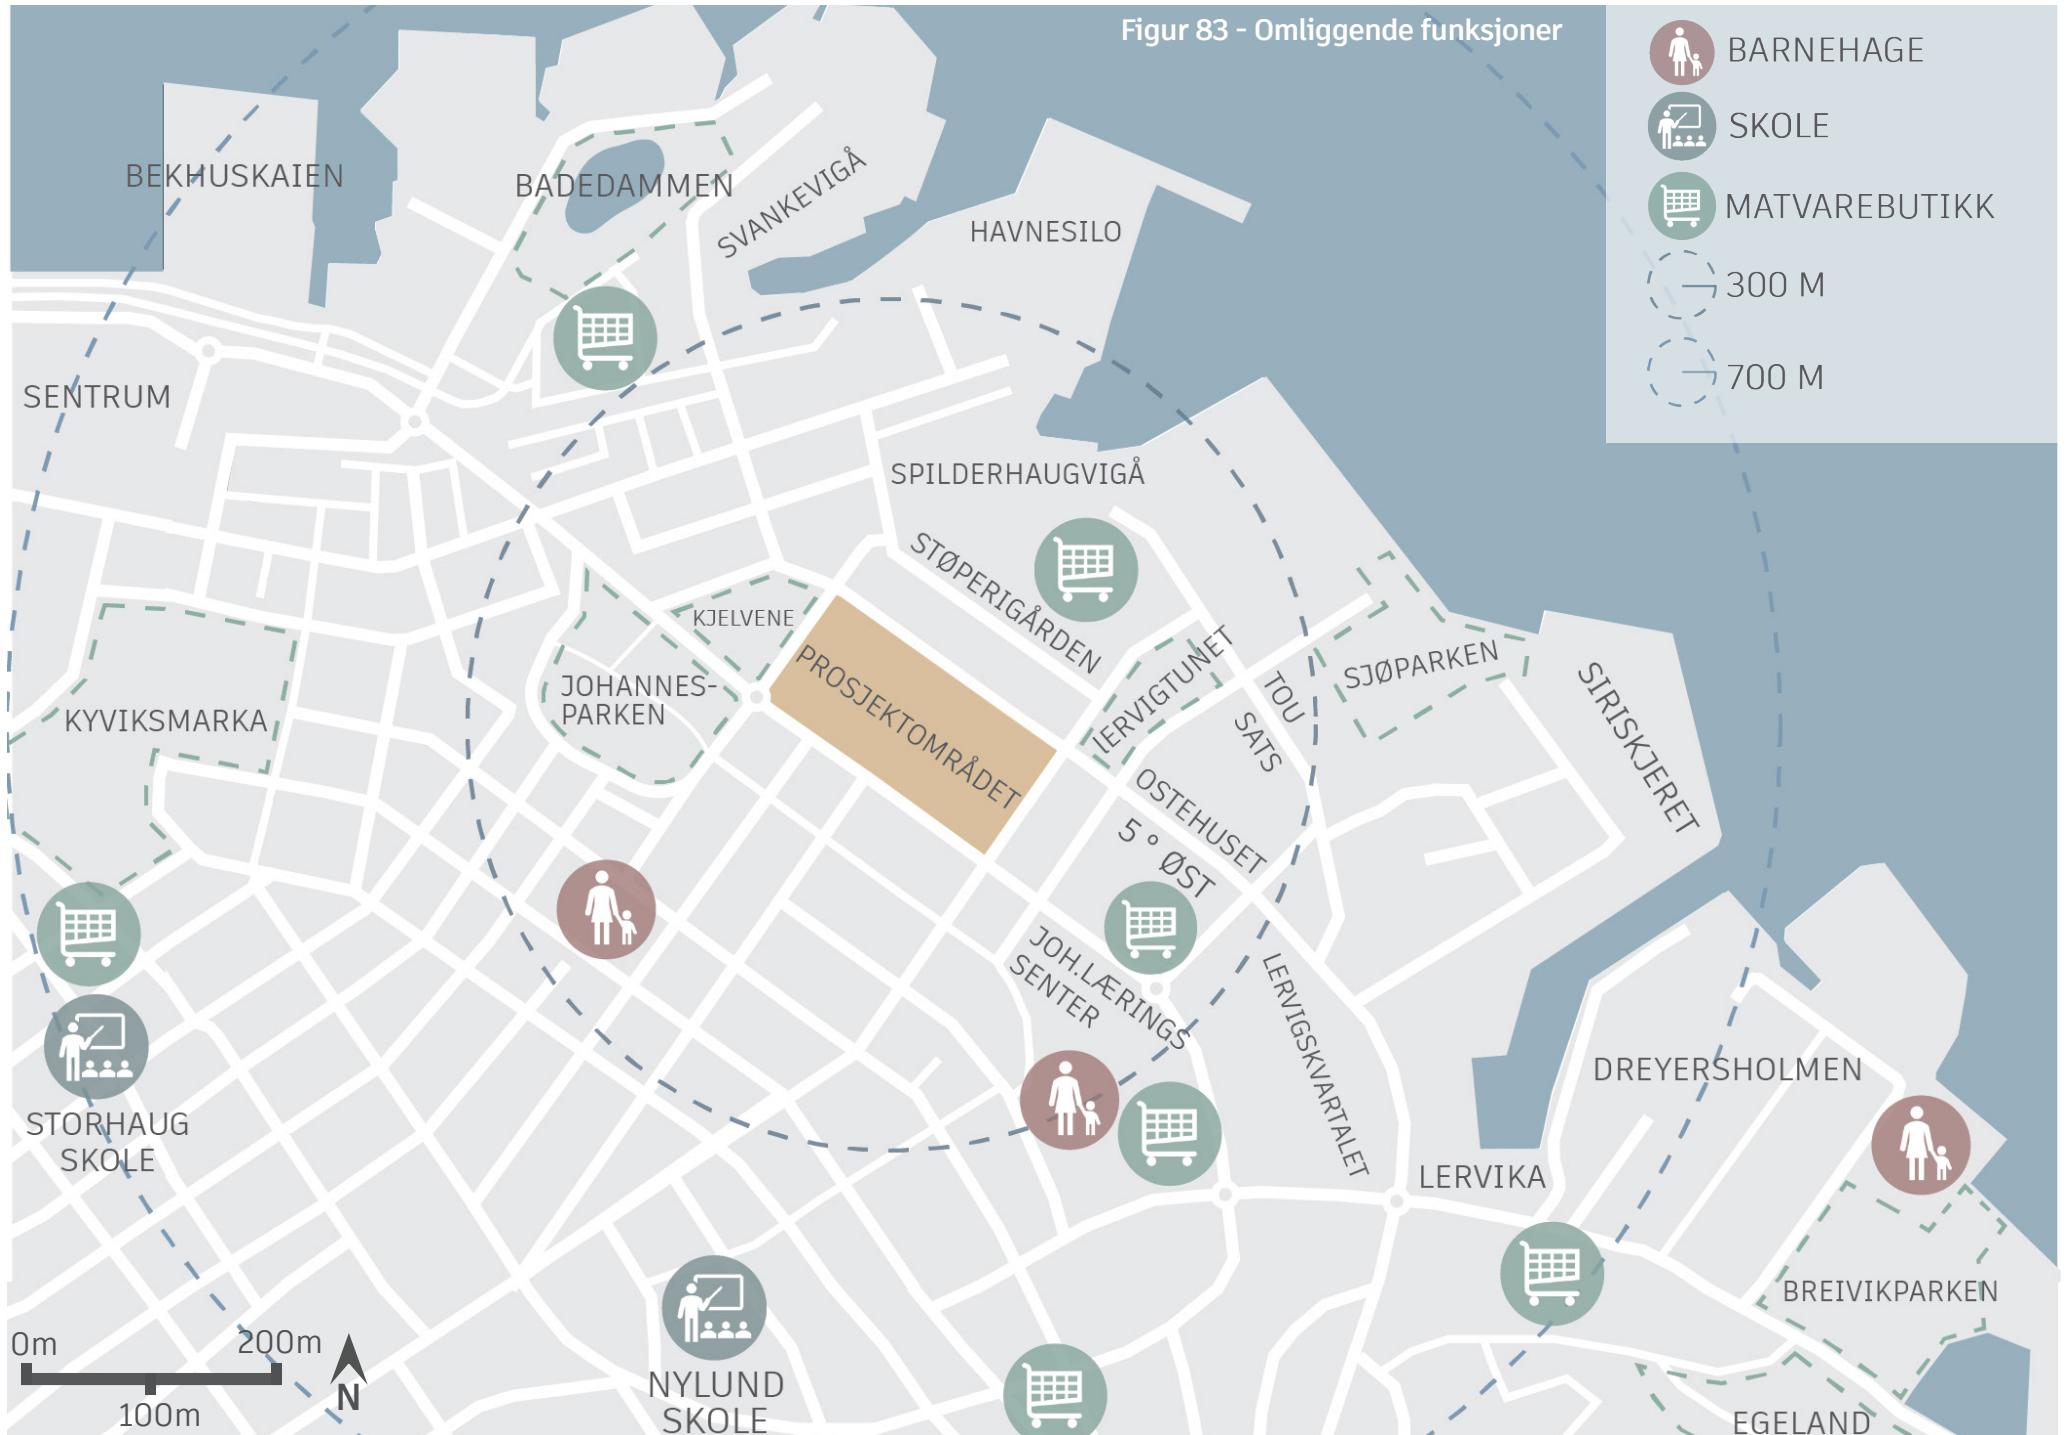 Figur 83 - Omliggende funksjoner
BARNEHAGE
SKOLE
MATVAREBUTIKK
300 M
700 M
BEKHUSKAIEN
BADEDAMMEN
SVANKEVIGÅ
HAVNESILO
SENTRUM
SPILDERHAUGVIGÅ
STØPERIGÅRDEN
KJELVENE
JOHANNES-
PARKEN
PROSJEKTOMRÅDET
lERVIGTUNET
TOU
SATS
SJØPARKEN
SIRISKJERET
KYVIKSMARKA
OSTEHUSET
5 ° ØST
JOH.LÆRINGS
SENTER
LERVIGSKVARTALET
DREYERSHOLMEN
STORHAUG
SKOLE
LERVIKA
BREIVIKPARKEN
NYLUND
SKOLE
EGELAND
0m
200m
100m
N